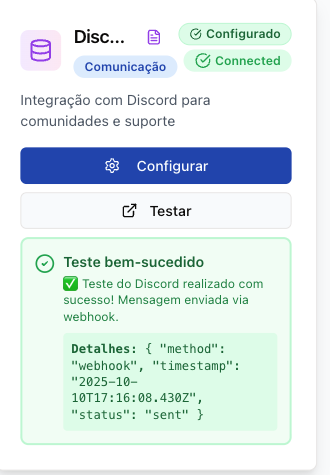 Disc...
Configurado
Comunicação
Connected
Integração com Discord para
comunidades e suporte
Configurar
Testar
Teste bem-sucedido
✅ Teste do Discord realizado com
sucesso! Mensagem enviada via
webhook.
Detalhes: { "method":
"webhook", "timestamp":
"2025-10-
10T17:16:08.430Z",
"status": "sent" }